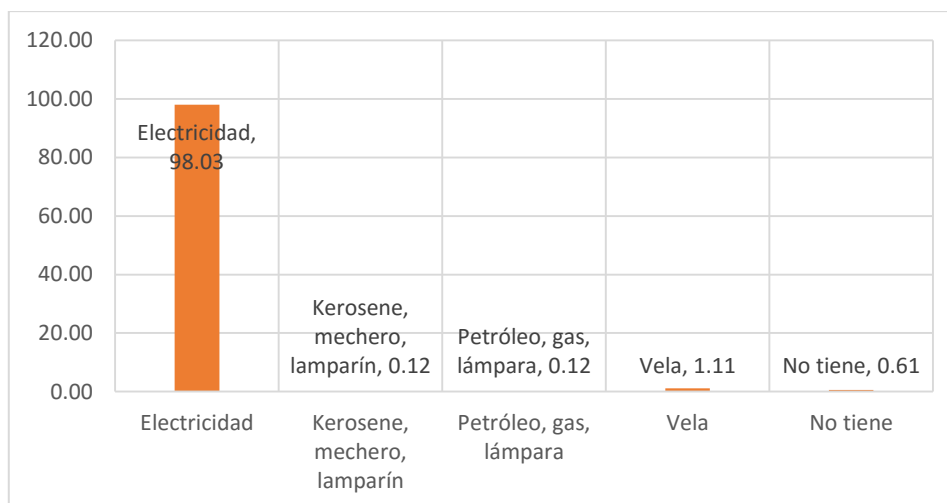 120.00
100.00
80.00
60.00
40.00
20.00
0.00
Electricidad,
98.03
Kerosene,
mechero,
lamparín, 0.12
Petróleo, gas,
lámpara, 0.12
Vela, 1.11
No tiene, 0.61
Electricidad
Kerosene,
mechero,
lamparín
Petróleo, gas,
lámpara
Vela
No tiene